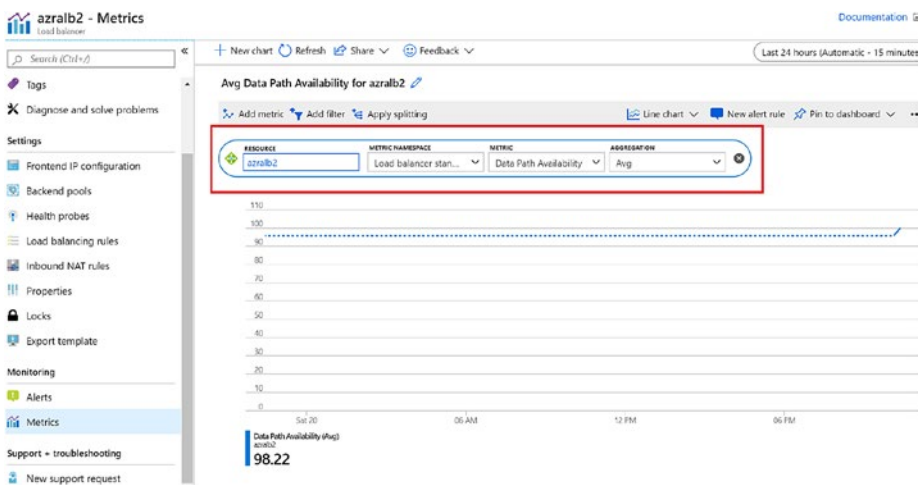 azralb2 - Metrics
Load balancer
Documentation
Search (Ctrl+/)
«
New chart Refresh Share Feedback
Last 24 hours (Automatic - 15 minutes
Tags
Diagnose and solve problems
Settings
Frontend IP configuration
Backend pools
Health probes
Load balancing rules
Inbound NAT rules
Properties
Locks
Export template
Monitoring
Alerts
Metrics
Support + troubleshooting
New support request
Avg Data Path Availability for azralb2
Add metric Add filter Apply splitting
Line chart New alert rule Pin to dashboard ...
RESOURCE METRIC NAMESPACE METRIC AGGREGATION
azralb2 Load balancer stan... Data Path Availability Avg
110
100
90
80
70
60
50
40
30
20
10
0
Sat 20 06 AM 12 PM 06 PM
Data Path Availability (Avg)
azralb2
98.22